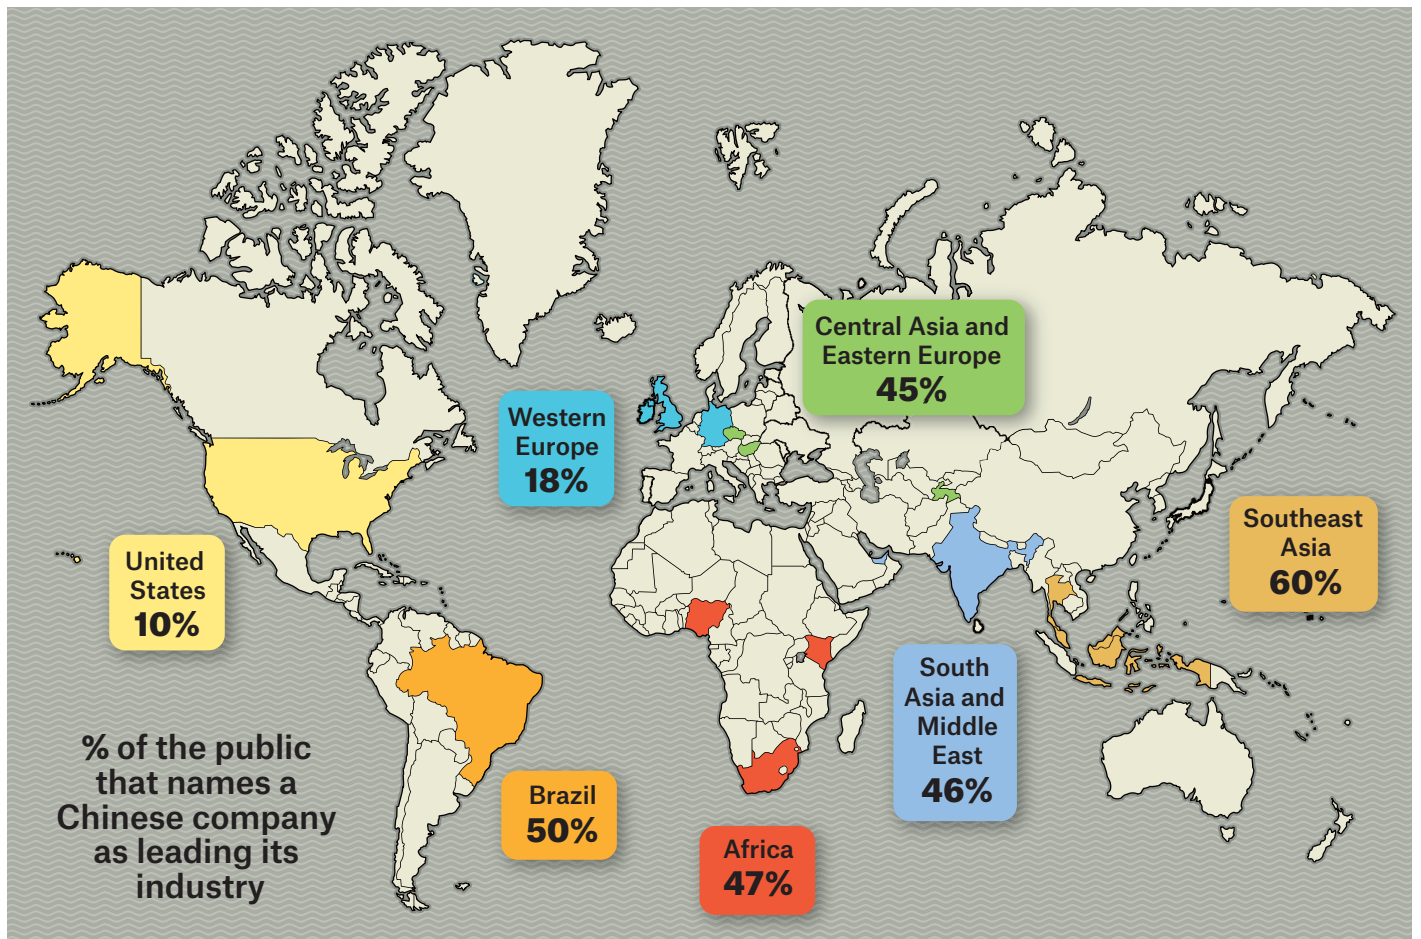 Central Asia and
Eastern Europe
45%
Western
Europe
18%
Southeast
Asia
60%
United
States
10%
South
Asia and
Middle
East
46%
% of the public
that names a
Chinese company
as leading its
industry
Brazil
50%
Africa
47%